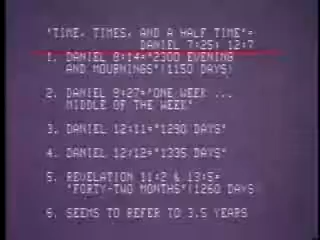 "TIME, TIMES, AND A HALF TIME"=
DANIEL 7:25; 12:7
1. DANIEL 8:14="2300 EVENING
AND MOURNINGS"(1150 DAYS)
2. DANIEL 9:27="ONE WEEK ...
MIDDLE OF THE WEEK"
3. DANIEL 12:11="1290 DAYS"
4. DANIEL 12:12="1335 DAYS"
5. REVELATION 11:2 & 13:5=
"FORTY-TWO MONTHS"(1260 DAYS
6. SEEMS TO REFER TO 3.5 YEARS